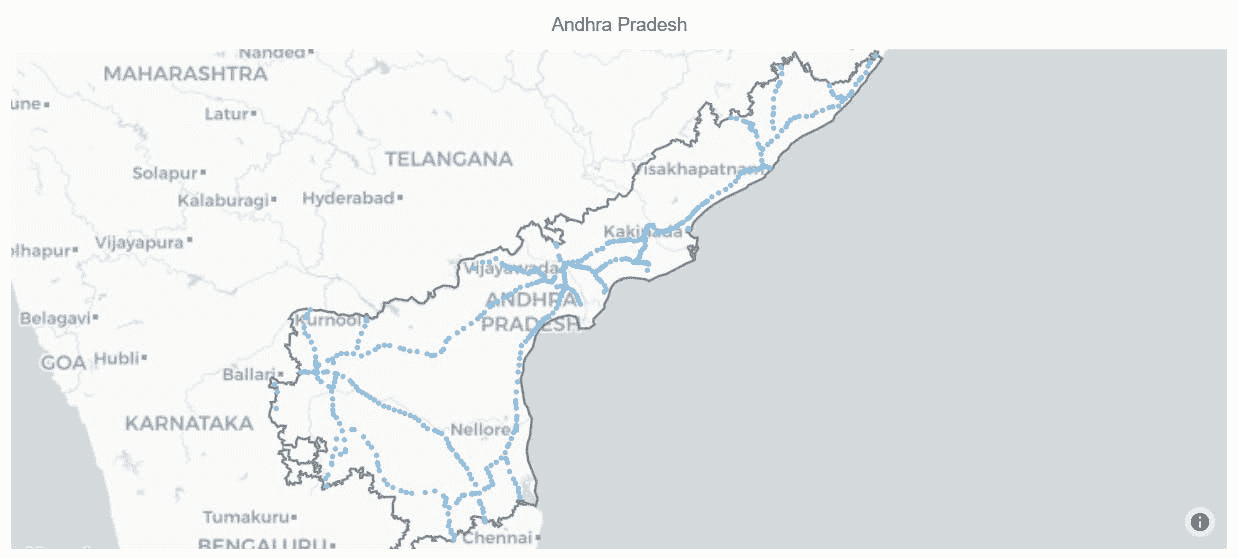 Andhra Pradesh
Nanded
MAHARASHTRA
une
Latur
TELANGANA
Solapur
Visakhapatnam
Kalaburagi
Hyderabad
Kakinada
lhapur
Vijayapura
Vijayawada
ANDHRA
PRADESH
Belagavi
Kurnool
GOA
Hubli
Ballari
KARNATAKA
Nellore
Tumakuru
Chennai
BENGALURU
i